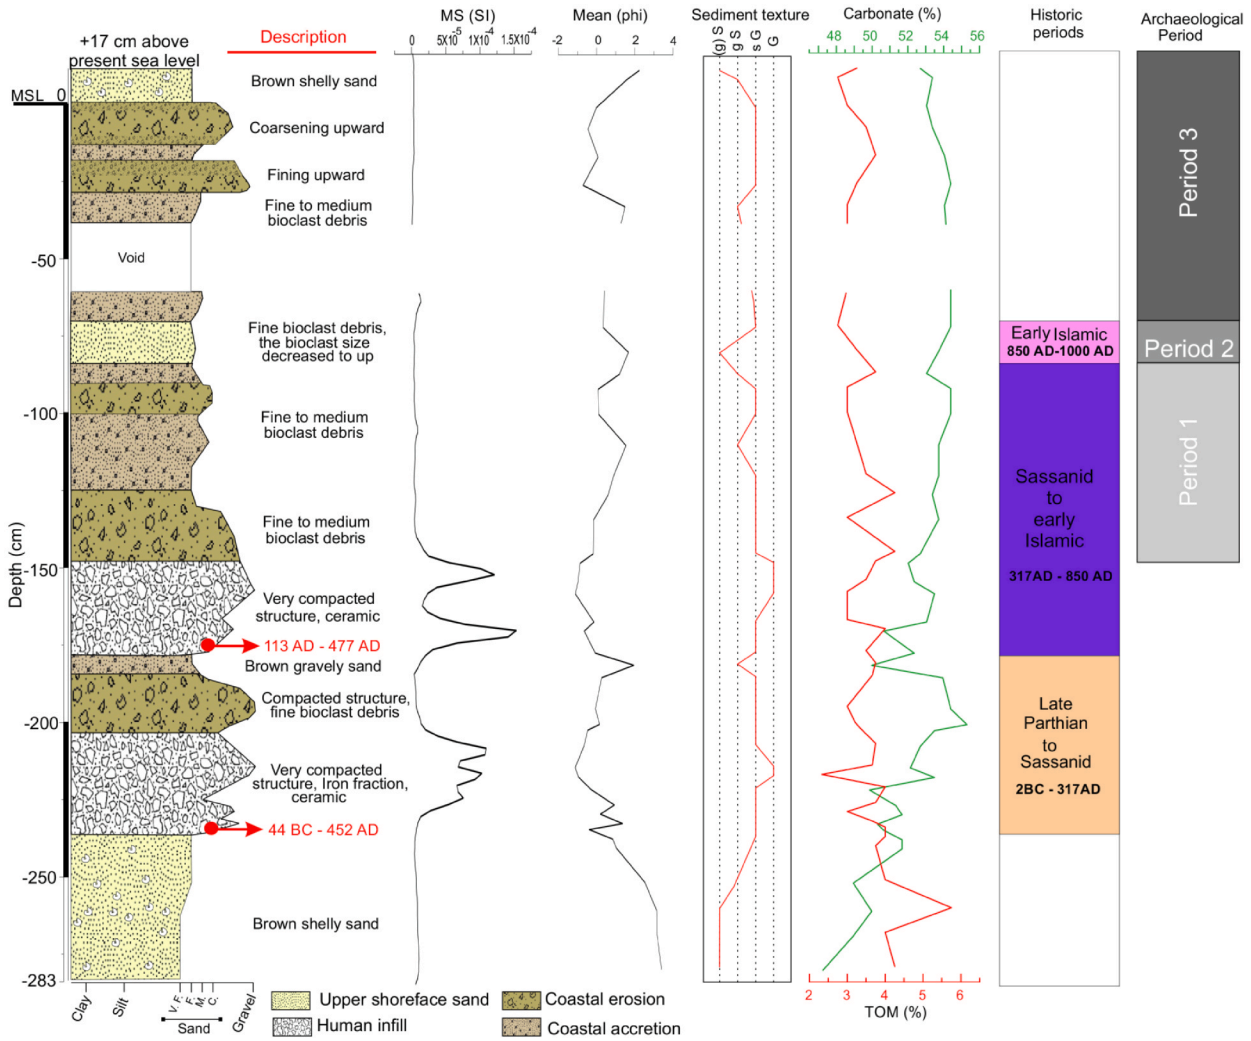 +17 cm above
present sea level
Description
MS (SI)
0
5X10-5
1X10-4
1.5X10-4
Mean (phi)
-2
0
2
4
Sediment texture
(g) S
g S
s G
G
Carbonate (%)
48
50
52
54
56
Historic
periods
Archaeological
Period
MSL
0
-50
-100
-150
-200
-250
-283
Depth (cm)
Brown shelly sand
Coarsening upward
Fining upward
Fine to medium
bioclast debris
Void
Fine bioclast debris,
the bioclast size
decreased to up
Fine to medium
bioclast debris
Fine to medium
bioclast debris
Very compacted
structure, ceramic
113 AD - 477 AD
Brown gravely sand
Compacted structure,
fine bioclast debris
Very compacted
structure, Iron fraction,
ceramic
44 BC - 452 AD
Brown shelly sand
Early Islamic
850 AD-1000 AD
Sassanid
to
early
Islamic
317AD - 850 AD
Late
Parthian
to
Sassanid
2BC - 317AD
Period 3
Period 2
Period 1
Clay
Silt
V. F.
F.
M.
C.
Sand
Gravel
Upper shoreface sand
Coastal erosion
Human infill
Coastal accretion
2
3
4
5
6
TOM (%)